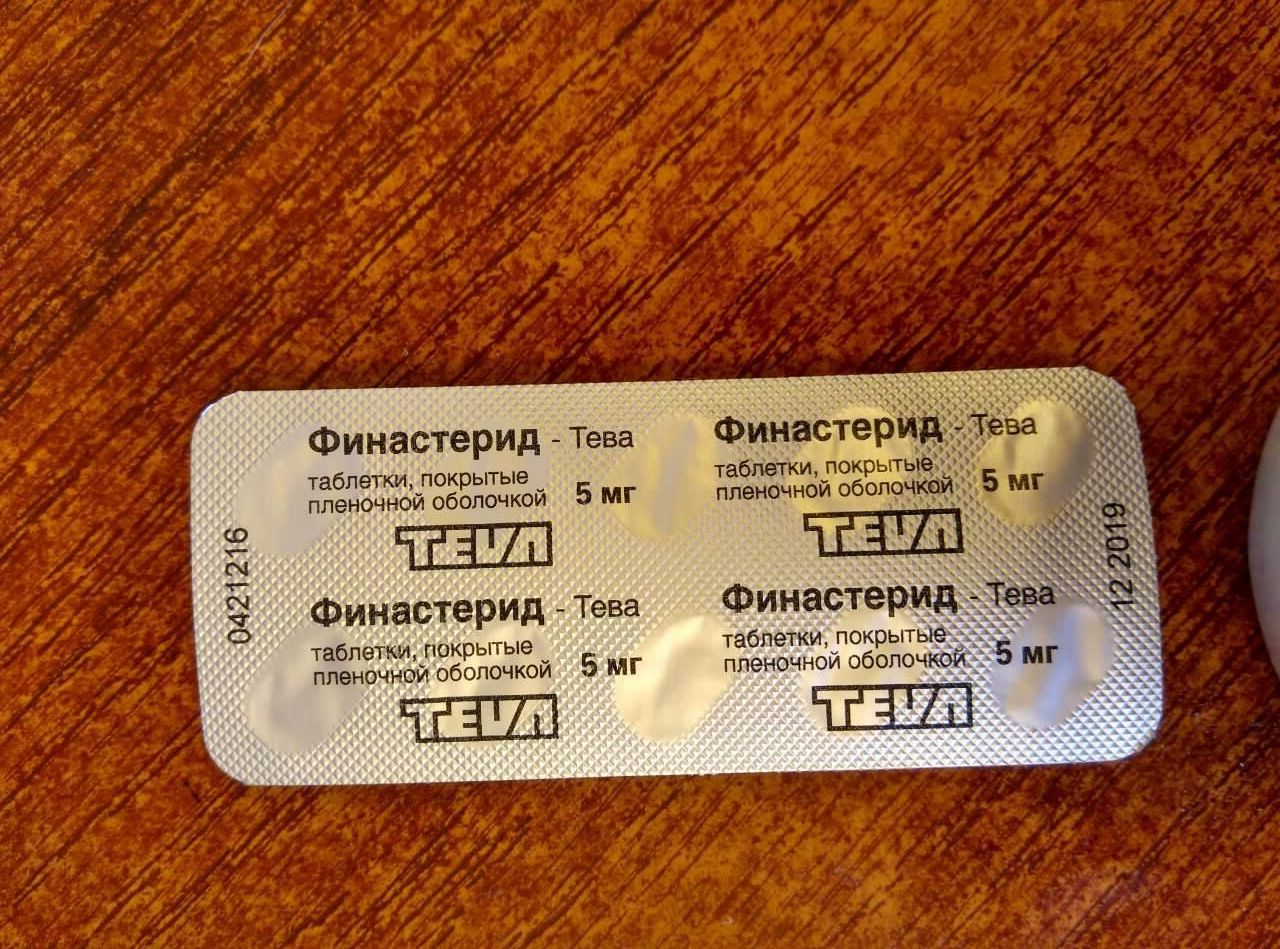 Финастерид - Тева
таблетки, покрытые
пленочной оболочкой 5 мг
TEVA
Финастерид - Тева
таблетки, покрытые
пленочной оболочкой 5 мг
TEVA
Финастерид - Тева
таблетки, покрытые
пленочной оболочкой 5 мг
TEVA
Финастерид - Тева
таблетки, покрытые
пленочной оболочкой 5 мг
TEVA
0421216
12 2019